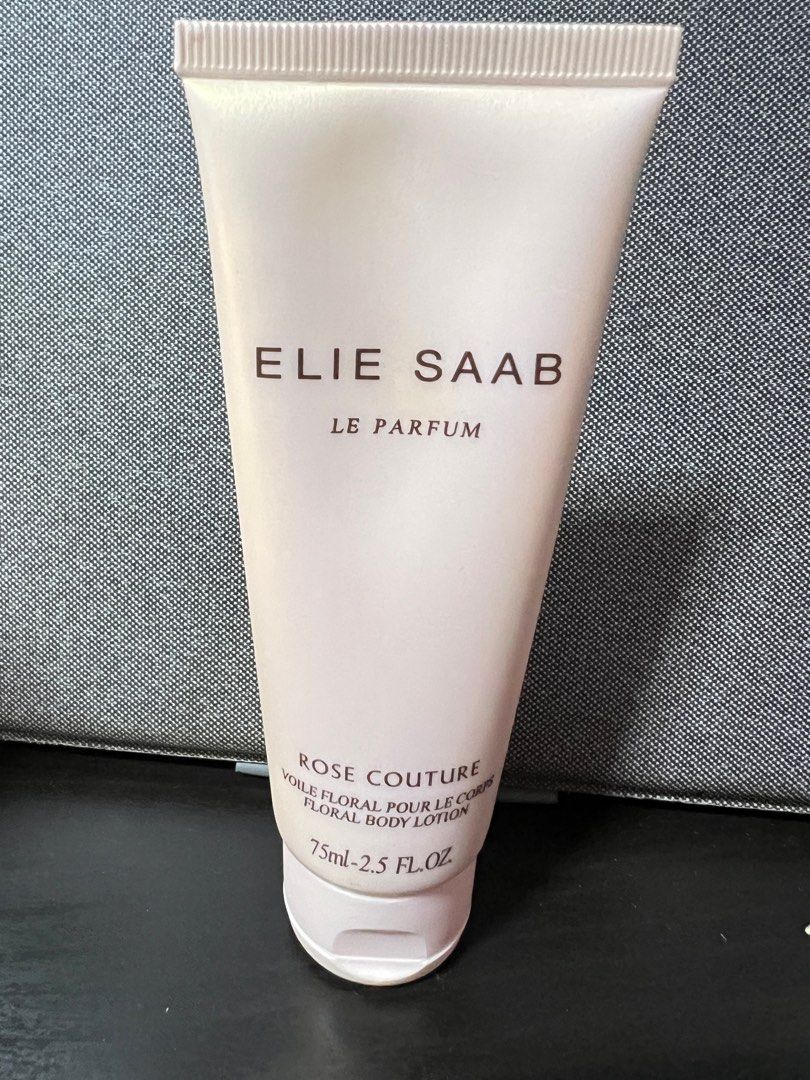 ELIE SAAB
LE PARFUM
ROSE COUTURE
VOILE FLORAL POUR LE CORPS
FLORAL BODY LOTION
75ml-2.5 FL.OZ.